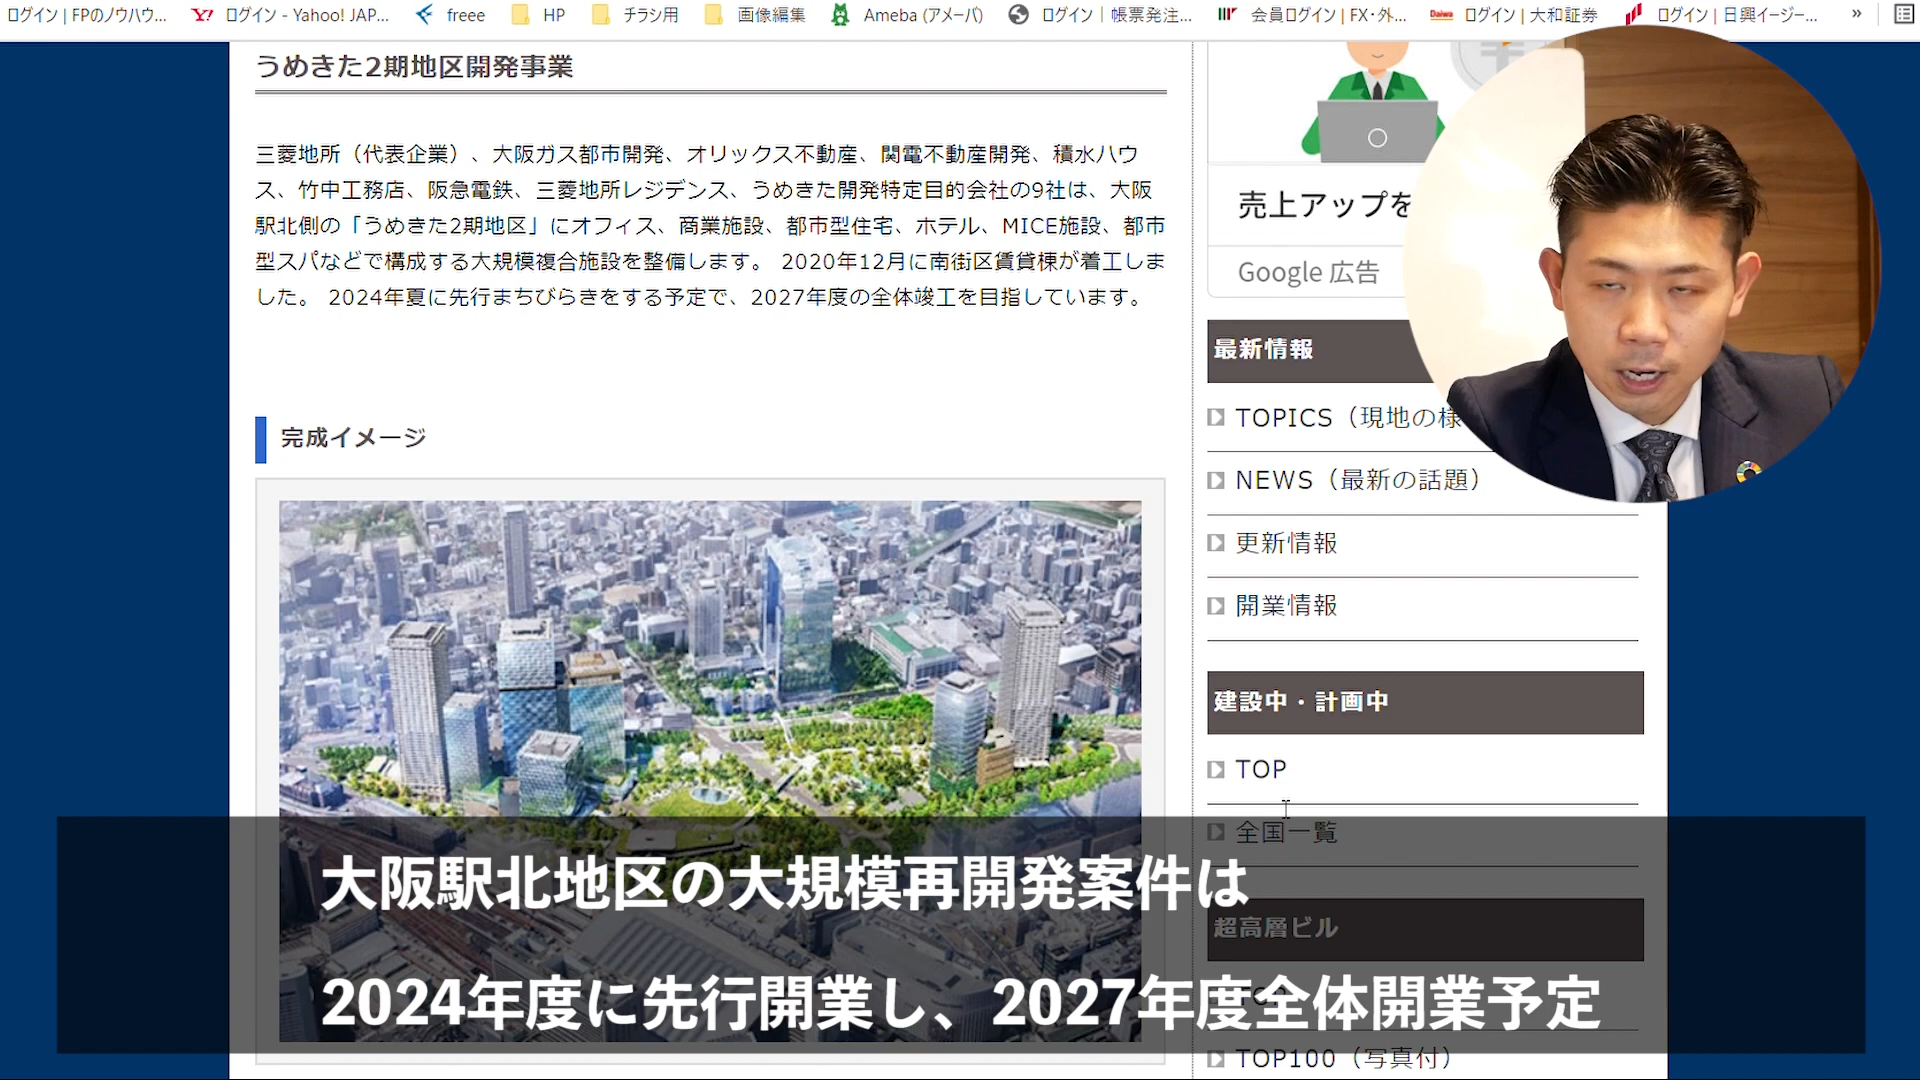 ログイン | FPのノウハウ...
ログイン - Yahoo! JAP...
freee
HP
チラシ用
画像編集
Ameba (アメーバ)
ログイン | 帳票発注...
会員ログイン | FX・外...
Daiwa
ログイン | 大和証券
ログイン | 日興イージー...
»
うめきた2期地区開発事業
三菱地所（代表企業）、大阪ガス都市開発、オリックス不動産、関電不動産開発、積水ハウ
ス、竹中工務店、阪急電鉄、三菱地所レジデンス、うめきた開発特定目的会社の9社は、大阪
駅北側の「うめきた2期地区」にオフィス、商業施設、都市型住宅、ホテル、MICE施設、都市
型スパなどで構成する大規模複合施設を整備します。 2020年12月に南街区賃貸棟が着工しま
した。 2024年夏に先行まちびらきをする予定で、2027年度の全体竣工を目指しています。
完成イメージ
売上アップを
Google 広告
最新情報
TOPICS（現地の様
NEWS（最新の話題）
更新情報
開業情報
建設中・計画中
TOP
全国一覧
超高層ビル
TOP
TOP100（写真付）
大阪駅北地区の大規模再開発案件は
2024年度に先行開業し、2027年度全体開業予定